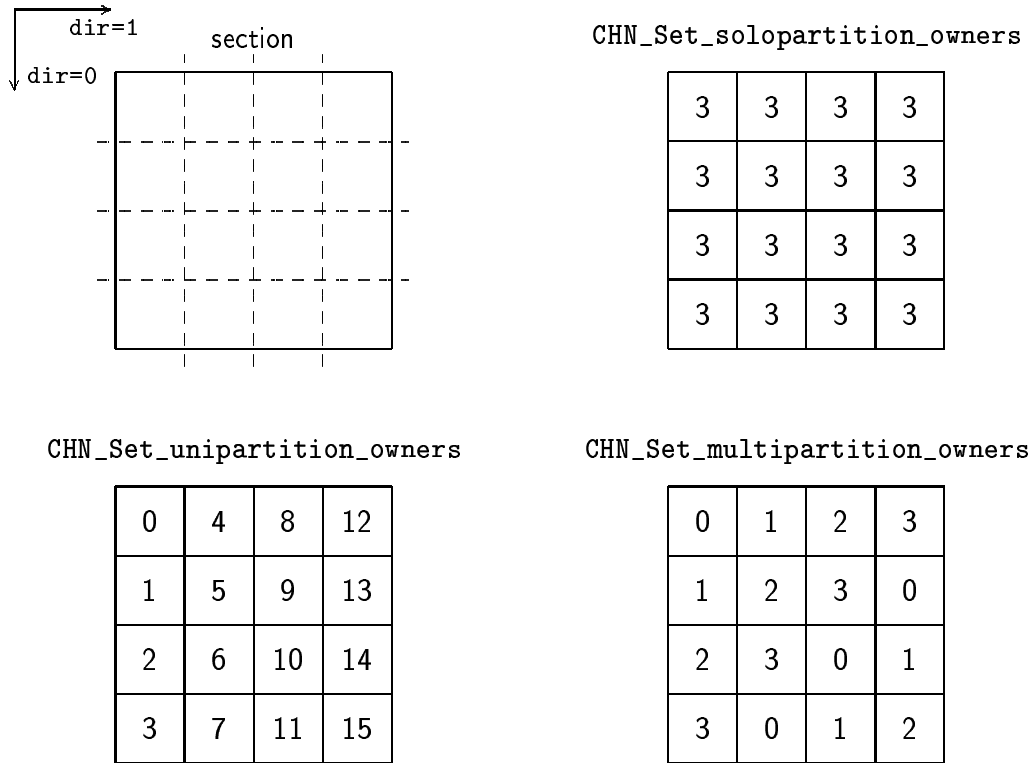 dir=1
dir=0
section
CHN_Set_solopartition_owners
3 3 3 3
3 3 3 3
3 3 3 3
3 3 3 3
CHN_Set_unipartition_owners
0 4 8 12
1 5 9 13
2 6 10 14
3 7 11 15
CHN_Set_multipartition_owners
0 1 2 3
1 2 3 0
2 3 0 1
3 0 1 2